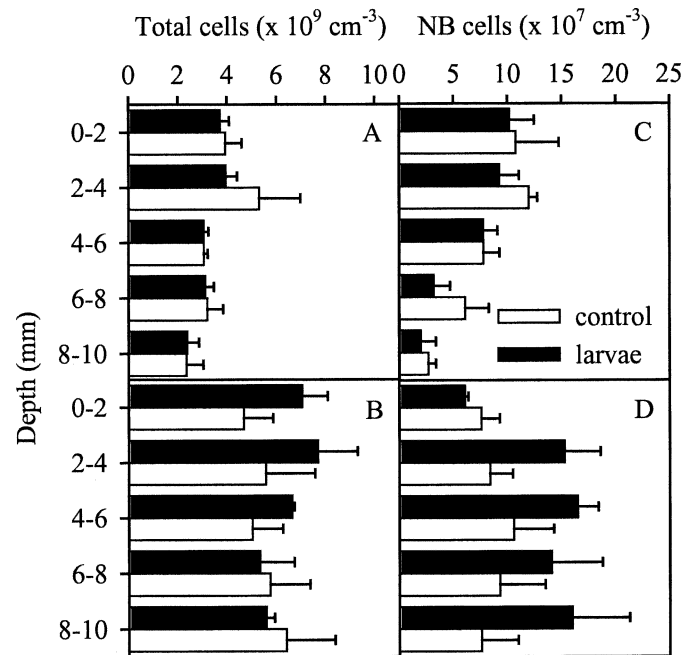 Total cells (x 10⁹ cm⁻³) NB cells (x 10⁷ cm⁻³)
0 2 4 6 8 10 0 5 10 15 20 25
Depth (mm)
0-2 A C
2-4
4-6
6-8 control
8-10 larvae
0-2 B D
2-4
4-6
6-8
8-10